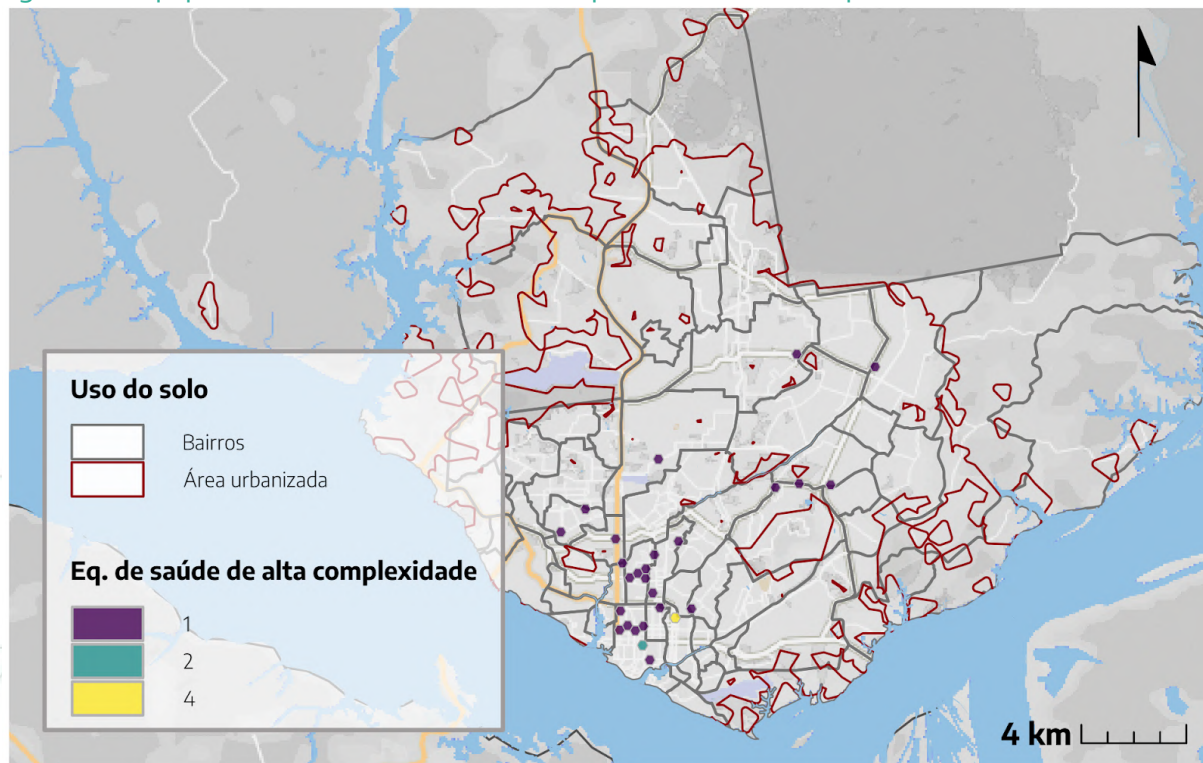 Uso do solo
Bairros
Área urbanizada
Eq. de saúde de alta complexidade
1
2
4
4 km